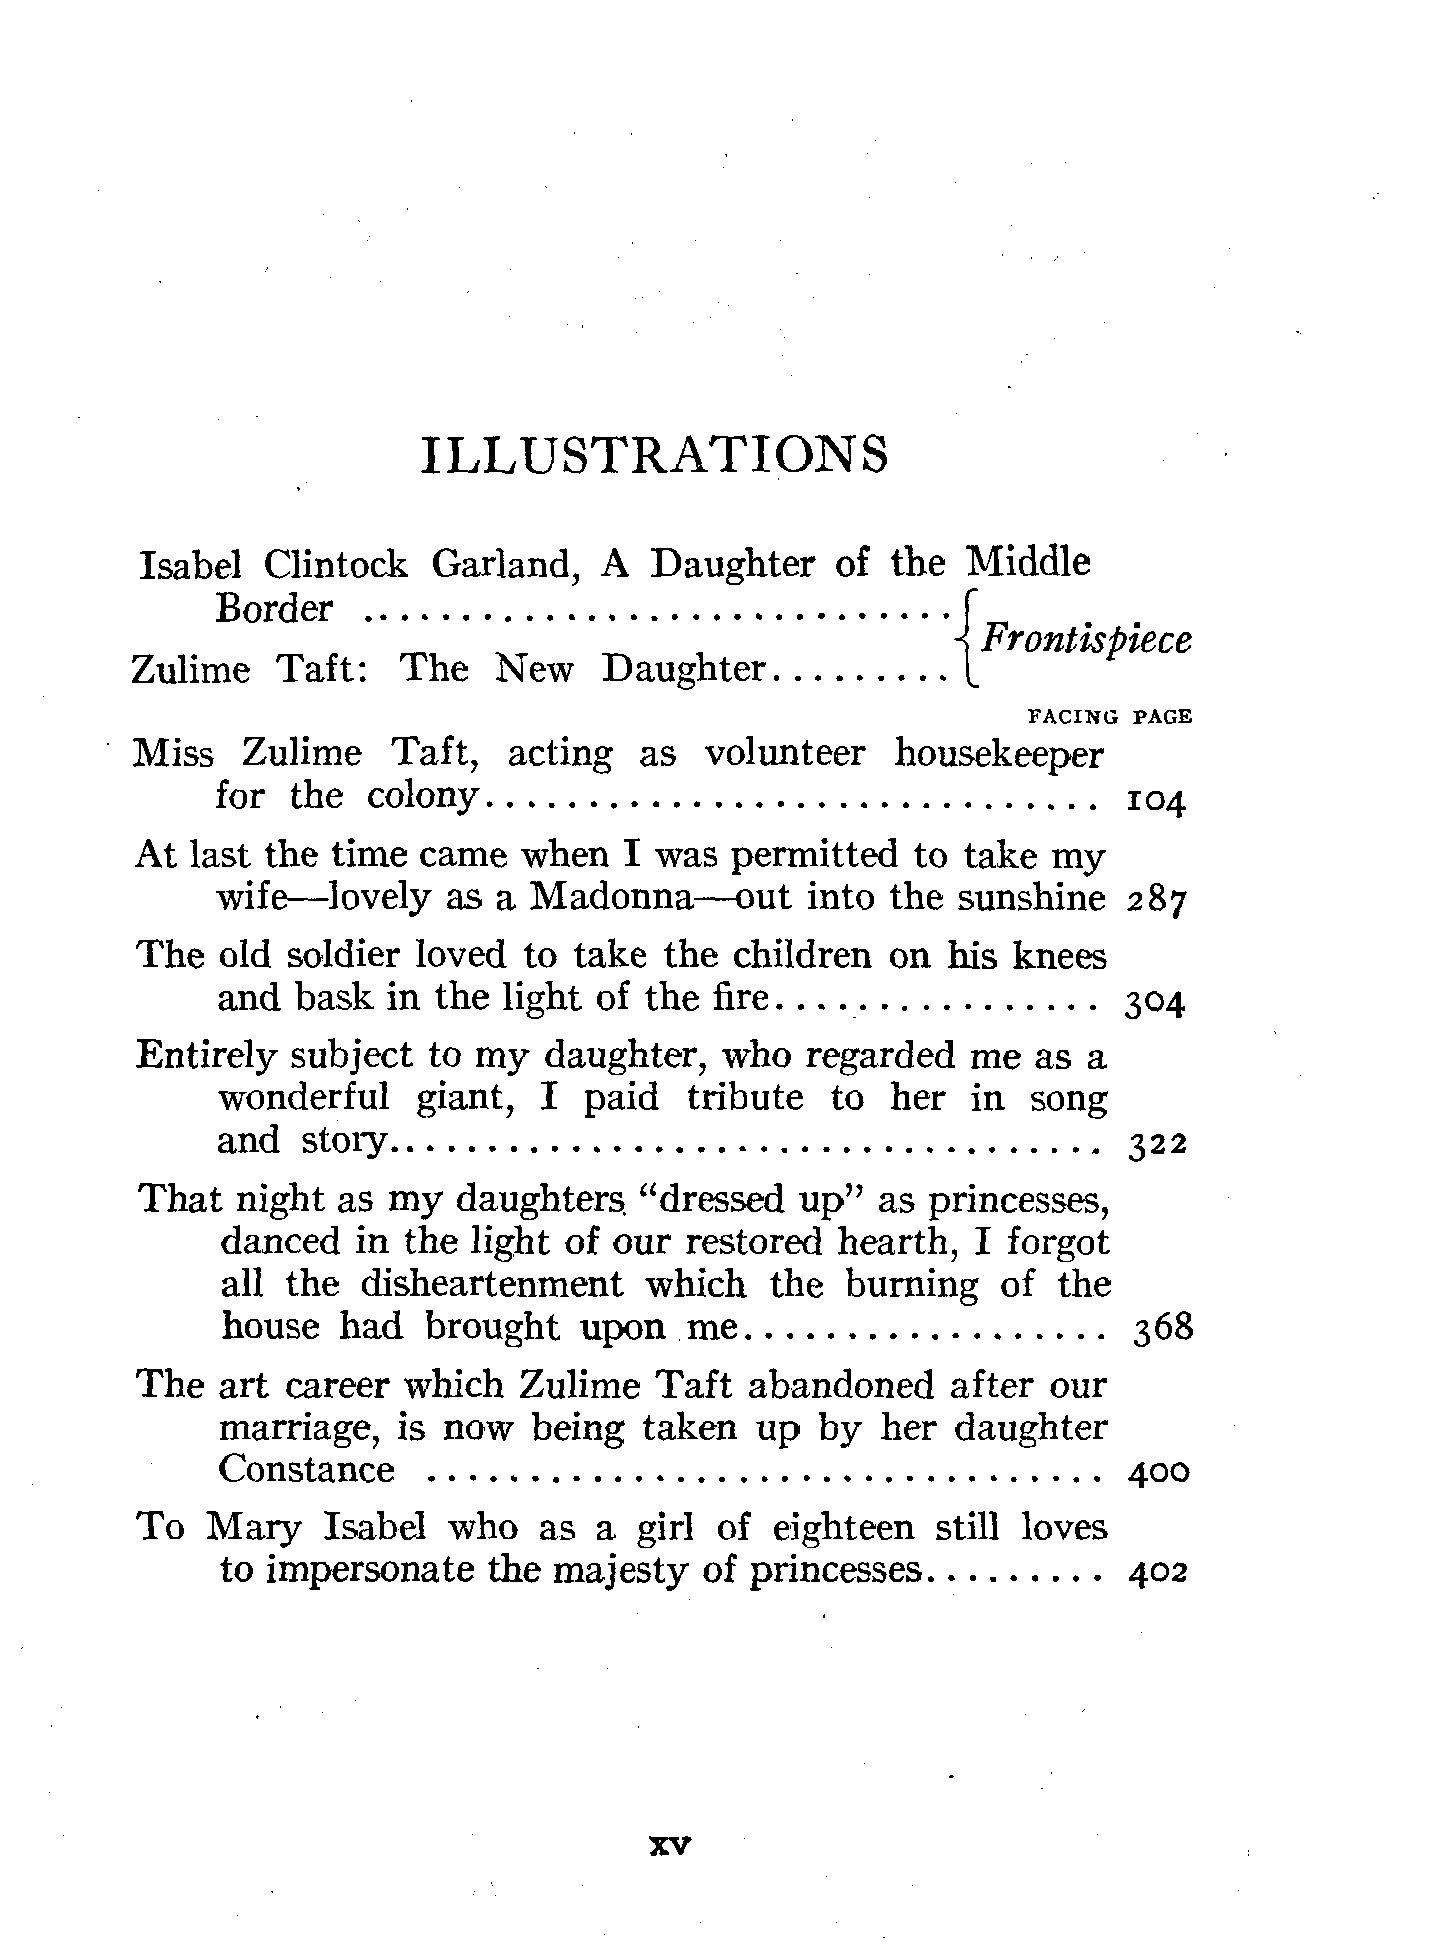 ILLUSTRATIONS
Isabel Clintock Garland, A Daughter of the Middle
Border ............................
Frontispiece
Zulime Taft: The New Daughter.........
FACING PAGE
Miss Zulime Taft, acting as volunteer housekeeper
for the colony.............................. 104
At last the time came when I was permitted to take my
wife—lovely as a Madonna—out into the sunshine 287
The old soldier loved to take the children on his knees
and bask in the light of the fire................ 304
Entirely subject to my daughter, who regarded me as a
wonderful giant, I paid tribute to her in song
and story.................................. 322
That night as my daughters "dressed up" as princesses,
danced in the light of our restored hearth, I forgot
all the disheartenment which the burning of the
house had brought upon me.................. 368
The art career which Zulime Taft abandoned after our
marriage, is now being taken up by her daughter
Constance ................................. 400
To Mary Isabel who as a girl of eighteen still loves
to impersonate the majesty of princesses......... 402
xv